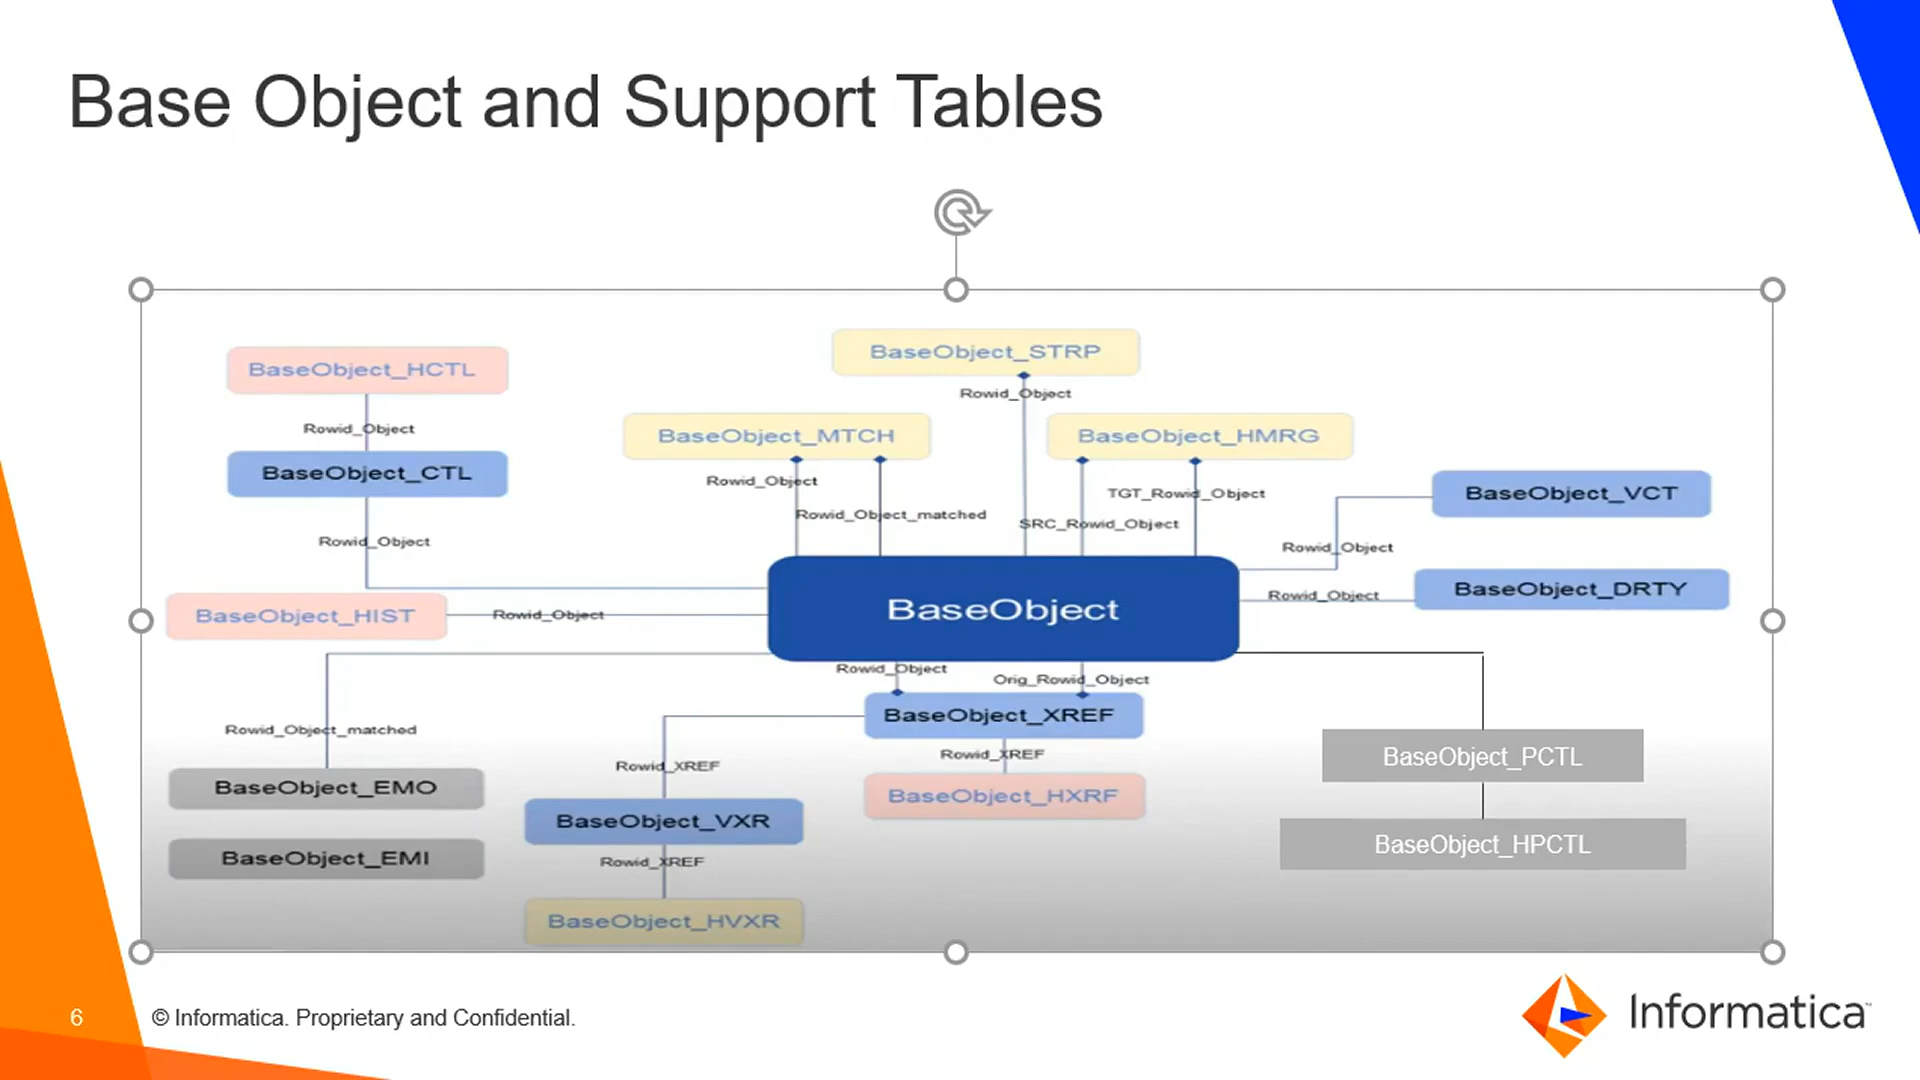 Base Object and Support Tables
BaseObject_STRP
BaseObject_HCTL
Rowid_Object
Rowid_Object
BaseObject_MTCH
BaseObject_HMRG
BaseObject_CTL
Rowid_Object
TGT_Rowid_Object
BaseObject_VCT
Rowid_Object_matched
SRC_Rowid_Object
Rowid_Object
Rowid_Object
BaseObject_HIST
Rowid_Object
BaseObject
Rowid_Object
BaseObject_DRTY
Rowid_Object
Orig_Rowid_Object
BaseObject_XREF
Rowid_Object_matched
Rowid_XREF
Rowid_XREF
BaseObject_PCTL
BaseObject_EMO
BaseObject_HXRF
BaseObject_VXR
BaseObject_HPCTL
BaseObject_EMI
Rowid_XREF
BaseObject_HVXR
6
© Informatica. Proprietary and Confidential.
Informatica™